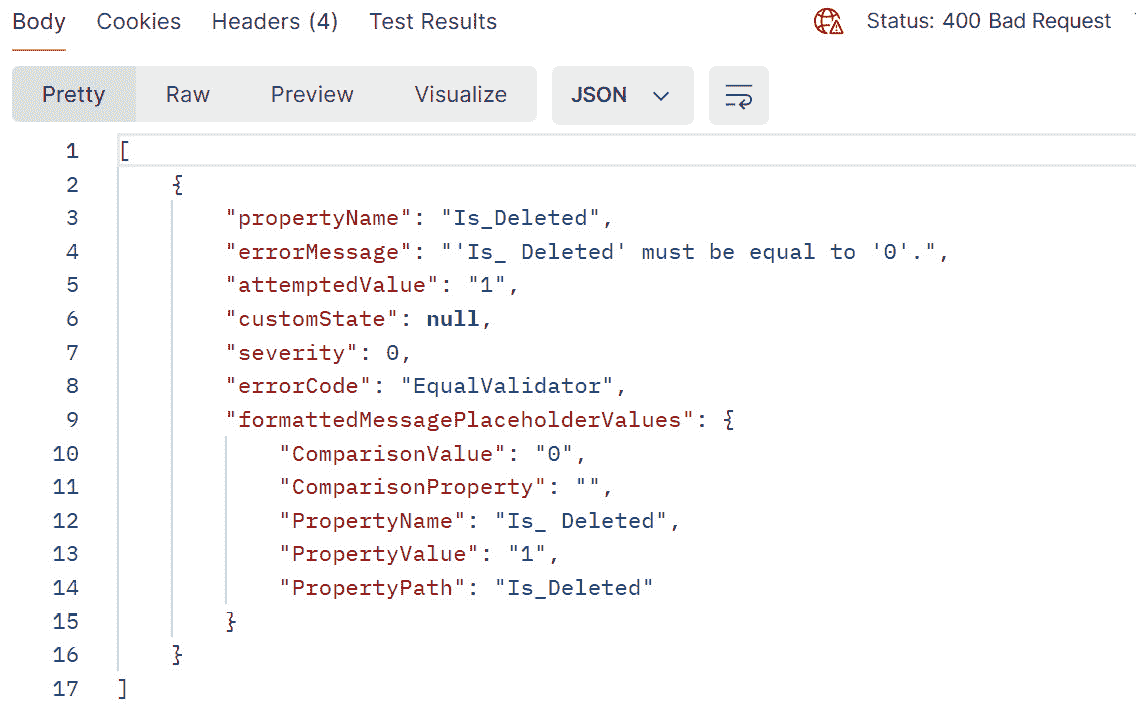 Body Cookies Headers (4) Test Results Status: 400 Bad Request
Pretty Raw Preview Visualize JSON
1 [
2 {
3 "propertyName": "Is_Deleted",
4 "errorMessage": "'Is_ Deleted' must be equal to '0'.",
5 "attemptedValue": "1",
6 "customState": null,
7 "severity": 0,
8 "errorCode": "EqualValidator",
9 "formattedMessagePlaceholderValues": {
10 "ComparisonValue": "0",
11 "ComparisonProperty": "",
12 "PropertyName": "Is_ Deleted",
13 "PropertyValue": "1",
14 "PropertyPath": "Is_Deleted"
15 }
16 }
17 ]